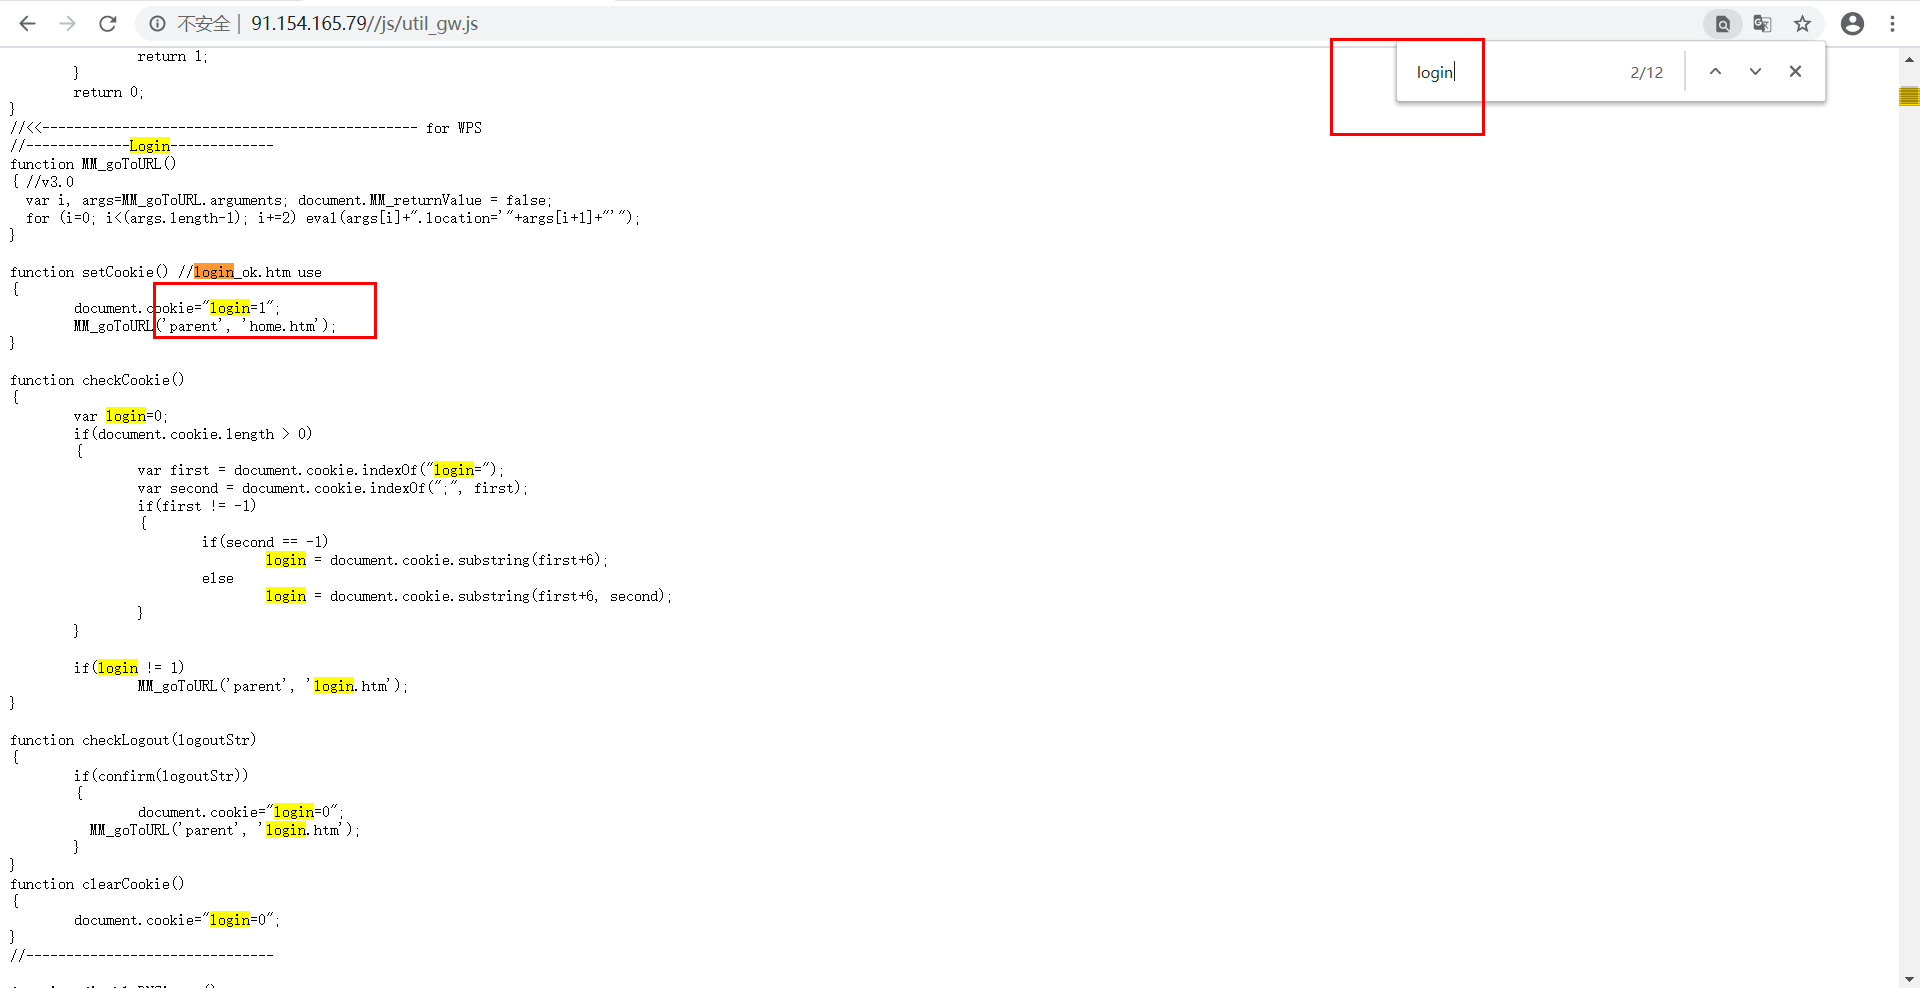 不安全 | 91.154.165.79//js/util_gw.js
login 2/12
return 1;
}
return 0;
}
//<<----------------------------------------------- for WPS
//-------------Login-------------
function MM_goToURL()
{ //v3.0
var i, args=MM_goToURL.arguments; document.MM_returnValue = false;
for (i=0; i<(args.length-1); i+=2) eval(args[i]+".location='"+args[i+1]+"'");
}
function setCookie() //login_ok.htm use
{
document.cookie="login=1";
MM_goToURL('parent', 'home.htm');
}
function checkCookie()
{
var login=0;
if(document.cookie.length > 0)
{
var first = document.cookie.indexOf("login=");
var second = document.cookie.indexOf(";", first);
if(first != -1)
{
if(second == -1)
login = document.cookie.substring(first+6);
else
login = document.cookie.substring(first+6, second);
}
}
if(login != 1)
MM_goToURL('parent', 'login.htm');
}
function checkLogout(logoutStr)
{
if(confirm(logoutStr))
{
document.cookie="login=0";
MM_goToURL('parent', 'login.htm');
}
}
function clearCookie()
{
document.cookie="login=0";
}
//-------------------------------